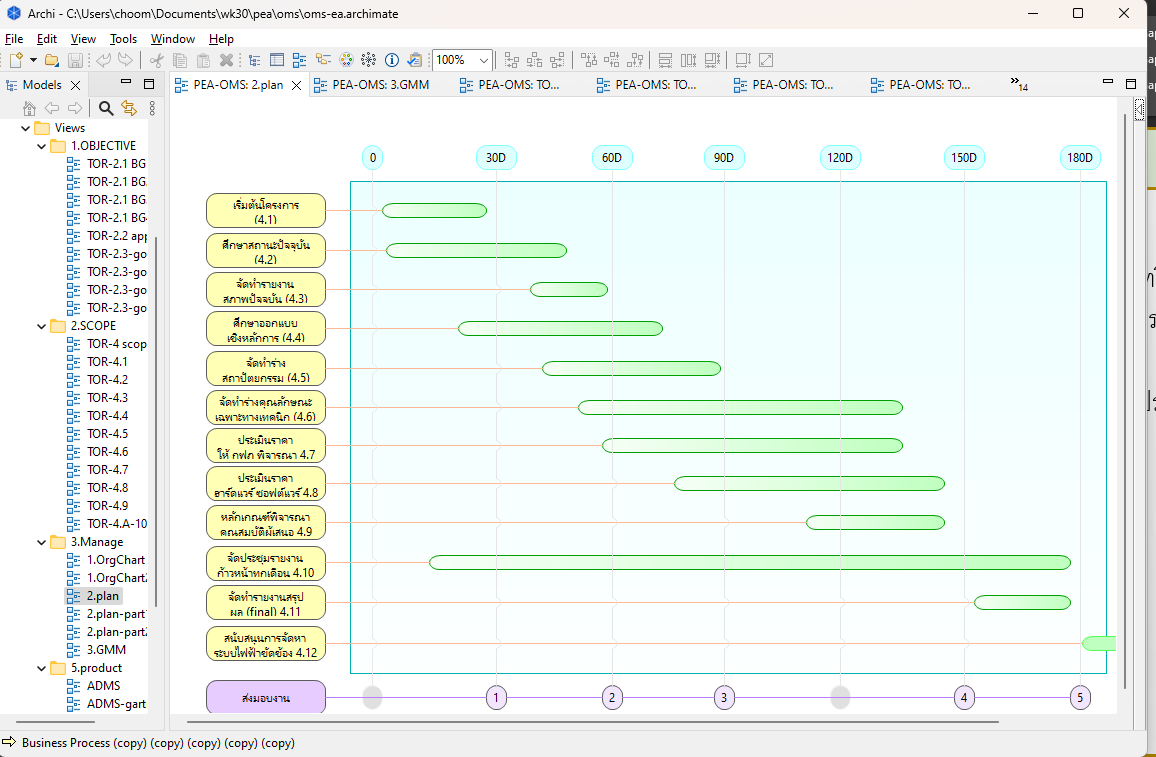 Archi - C:\Users\choom\Documents\wk30\pea\oms\oms-ea.archimate
File Edit View Tools Window Help
100%
Models
PEA-OMS: 2.plan
PEA-OMS: 3.GMM
PEA-OMS: TO...
PEA-OMS: TO...
PEA-OMS: TO...
PEA-OMS: TO...
14
Views
1.OBJECTIVE
TOR-2.1 BG
TOR-2.1 BG
TOR-2.1 BG
TOR-2.1 BG
TOR-2.2 app
TOR-2.3-go
TOR-2.3-go
TOR-2.3-go
TOR-2.3-go
2.SCOPE
TOR-4 scop
TOR-4.1
TOR-4.2
TOR-4.3
TOR-4.4
TOR-4.5
TOR-4.6
TOR-4.7
TOR-4.8
TOR-4.9
TOR-4.A-10
3.Manage
1.OrgChart
1.OrgChart
2.plan
2.plan-part
2.plan-part
3.GMM
5.product
ADMS
ADMS-gart
0 30D 60D 90D 120D 150D 180D
เริ่มต้นโครงการ
(4.1)
ศึกษาสถานะปัจจุบัน
(4.2)
จัดทำรายงาน
สภาพปัจจุบัน (4.3)
ศึกษาออกแบบ
เชิงหลักการ (4.4)
จัดทำร่าง
สถาปัตยกรรม (4.5)
จัดทำร่างคุณลักษณะ
เฉพาะทางเทคนิก (4.6)
ประเมินราคา
ให้ กฟภ พิจารณา 4.7
ประเมินราคา
ฮาร์ดแวร์ ซอฟต์แวร์ 4.8
หลักเกณฑ์พิจารณา
คุณสมบัติผู้เสนอ 4.9
จัดประชุมรายงาน
ก้าวหน้าทุกเดือน 4.10
จัดทำรายงานสรุป
ผล (final) 4.11
สนับสนุนการจัดหา
ระบบไฟฟ้าขัดข้อง 4.12
ส่งมอบงาน
1 2 3 4 5
Business Process (copy) (copy) (copy) (copy) (copy)